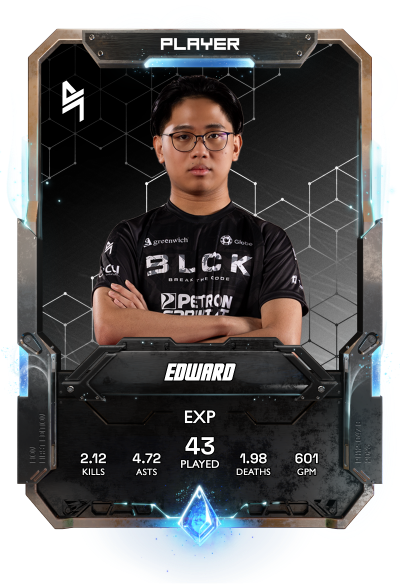 PLAYER
greenwich
Globe
BLCK
BREAK THE CODE
PETRON
EDWARD
EXP
43
PLAYED
2.12
KILLS
4.72
ASTS
1.98
DEATHS
601
GPM